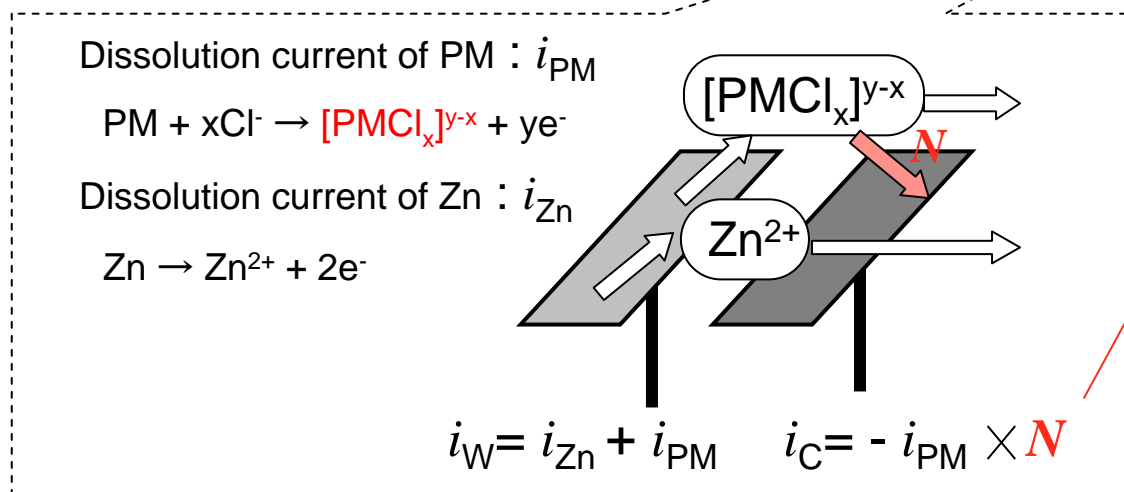 Dissolution current of PM : iPM
PM + xCl⁻ → [PMClₓ]ʸ⁻ˣ + ye⁻
Dissolution current of Zn : iZn
Zn → Zn²⁺ + 2e⁻
[PMClₓ]ʸ⁻ˣ
N
Zn²⁺
iW= iZn + iPM iC= - iPM × N